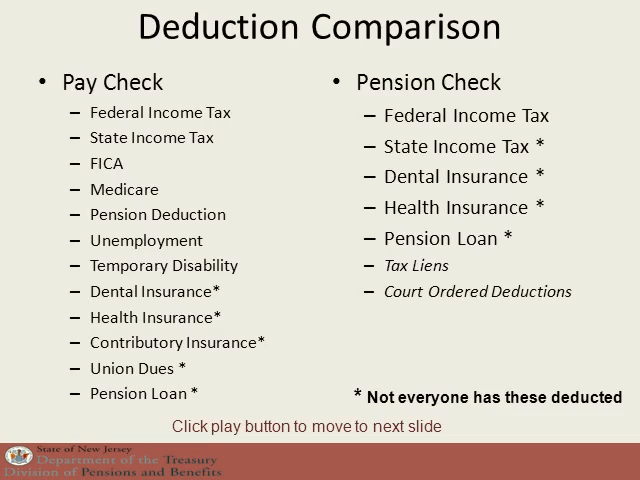 Deduction Comparison
• Pay Check
– Federal Income Tax
– State Income Tax
– FICA
– Medicare
– Pension Deduction
– Unemployment
– Temporary Disability
– Dental Insurance*
– Health Insurance*
– Contributory Insurance*
– Union Dues *
– Pension Loan *
• Pension Check
– Federal Income Tax
– State Income Tax *
– Dental Insurance *
– Health Insurance *
– Pension Loan *
– Tax Liens
– Court Ordered Deductions
* Not everyone has these deducted
Click play button to move to next slide
State of New Jersey
Department of the Treasury
Division of Pensions and Benefits